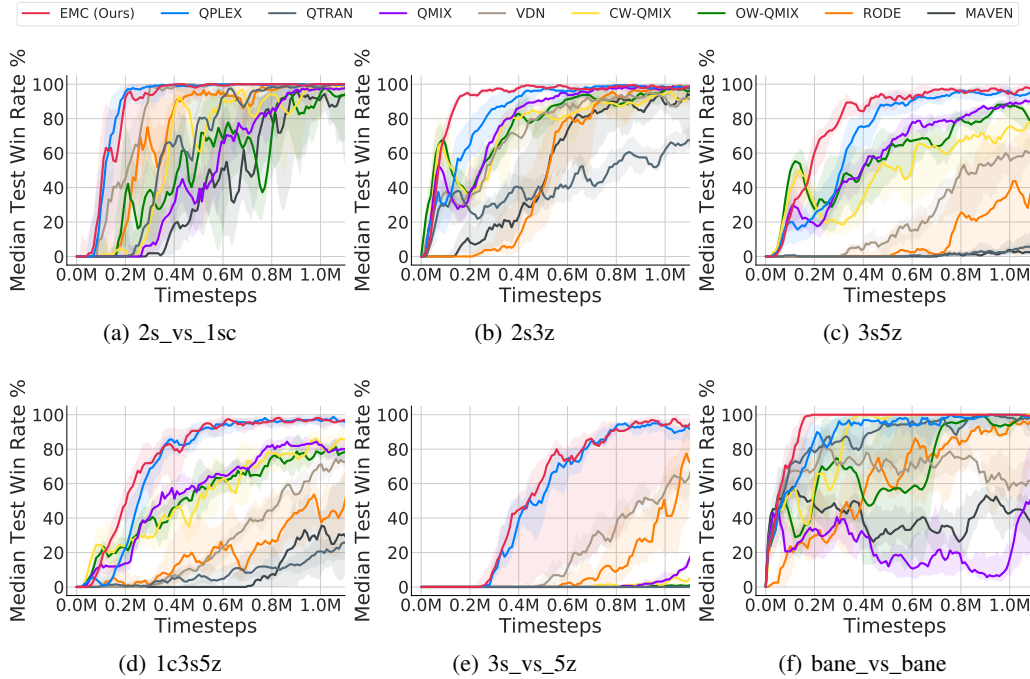 EMC (Ours) QPLEX QTRAN QMIX VDN CW-QMIX OW-QMIX RODE MAVEN
Median Test Win Rate % Median Test Win Rate % Median Test Win Rate %
100 100 100
80 80 80
60 60 60
40 40 40
20 20 20
0 0 0
0.0M 0.2M 0.4M 0.6M 0.8M 1.0M 0.0M 0.2M 0.4M 0.6M 0.8M 1.0M 0.0M 0.2M 0.4M 0.6M 0.8M 1.0M
Timesteps Timesteps Timesteps
(a) 2s_vs_1sc (b) 2s3z (c) 3s5z
Median Test Win Rate % Median Test Win Rate % Median Test Win Rate %
100 100 100
80 80 80
60 60 60
40 40 40
20 20 20
0 0 0
0.0M 0.2M 0.4M 0.6M 0.8M 1.0M 0.0M 0.2M 0.4M 0.6M 0.8M 1.0M 0.0M 0.2M 0.4M 0.6M 0.8M 1.0M
Timesteps Timesteps Timesteps
(d) 1c3s5z (e) 3s_vs_5z (f) bane_vs_bane